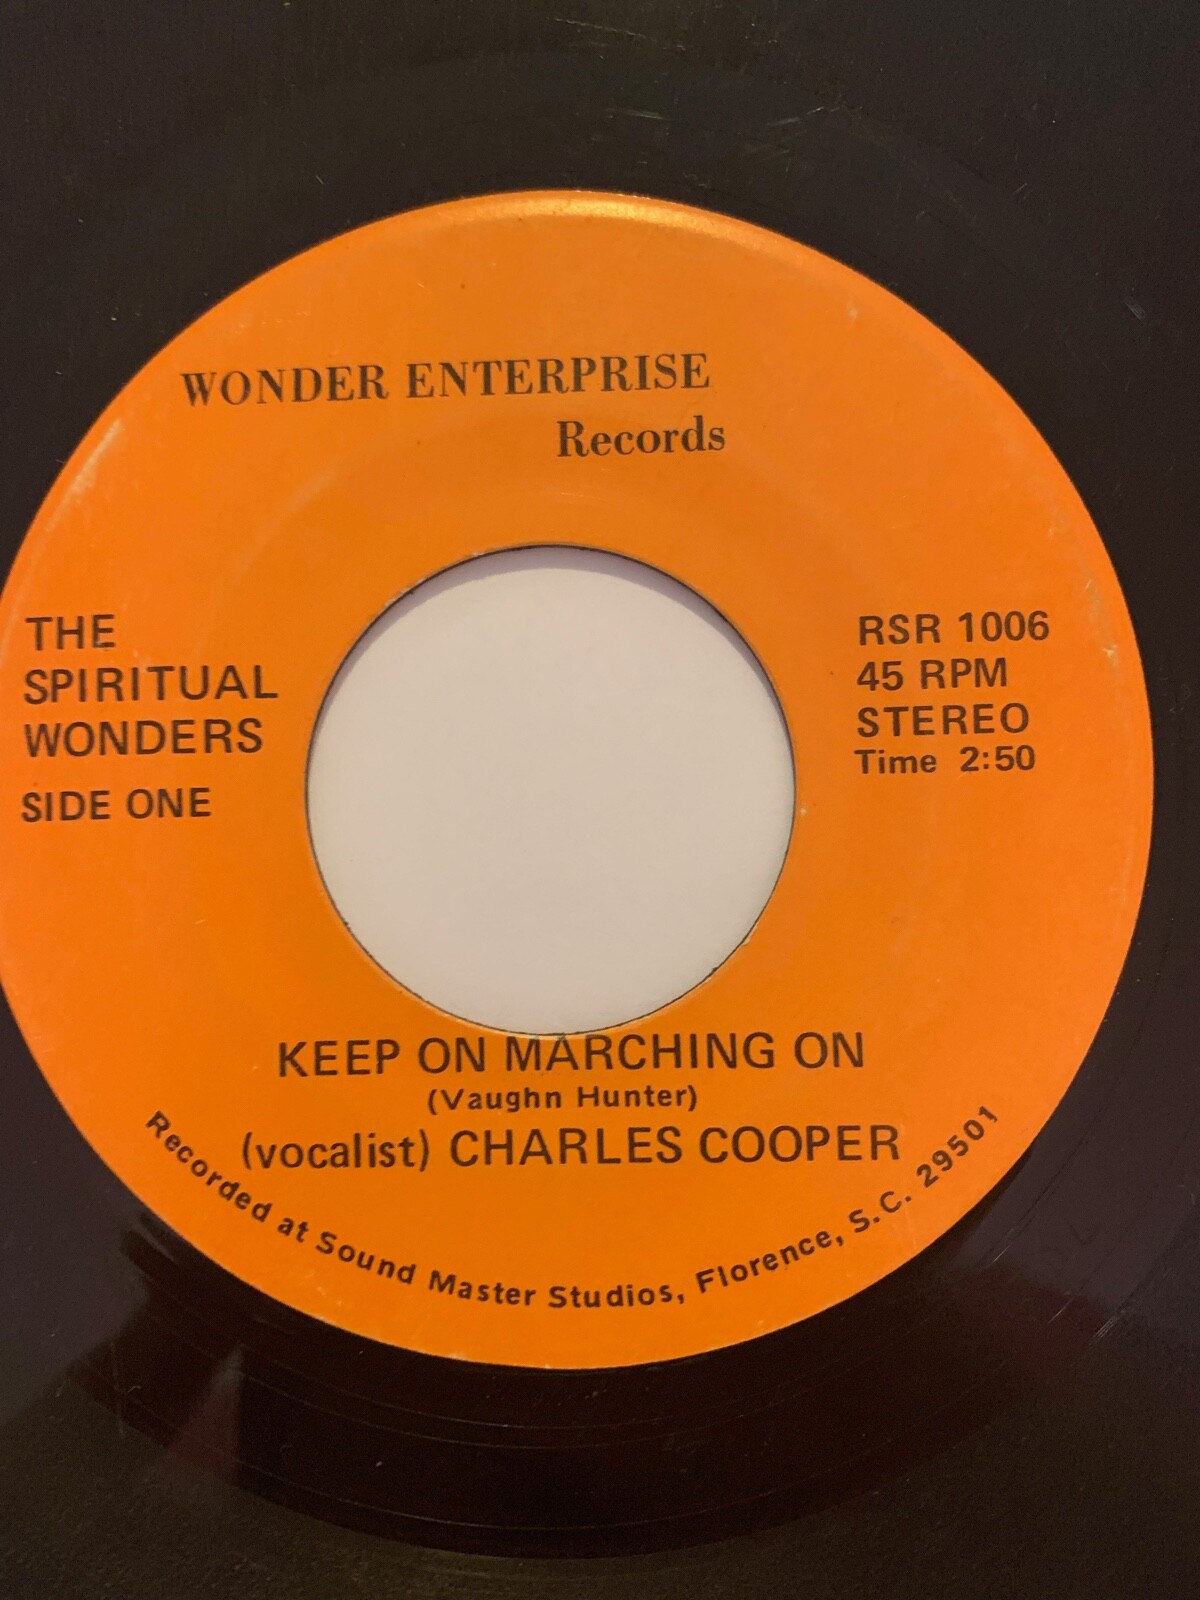 WONDER ENTERPRISE
Records
THE
SPIRITUAL
WONDERS
SIDE ONE
RSR 1006
45 RPM
STEREO
Time 2:50
KEEP ON MARCHING ON
(Vaughn Hunter)
(vocalist) CHARLES COOPER
Recorded at Sound Master Studios, Florence, S.C. 29501